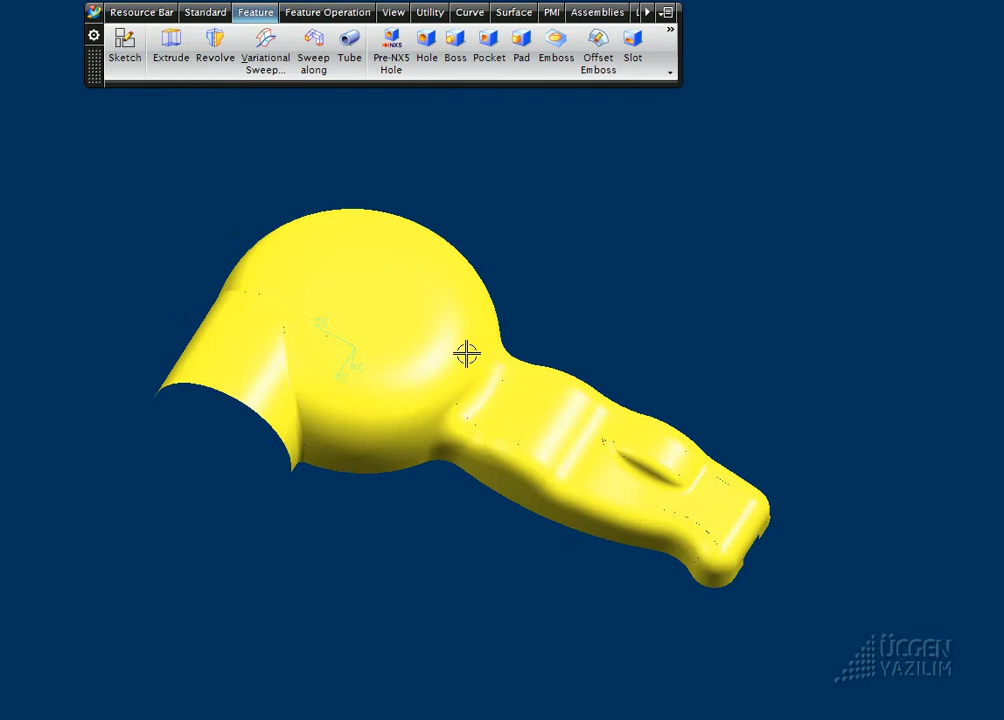 Resource Bar Standard Feature Feature Operation View Utility Curve Surface PMI Assemblies
Sketch Extrude Revolve Variational Sweep Tube Pre-NX5 Hole Boss Pocket Pad Emboss Offset Slot
Sweep... along Hole Emboss
XC
ÜÇGEN
YAZILIM